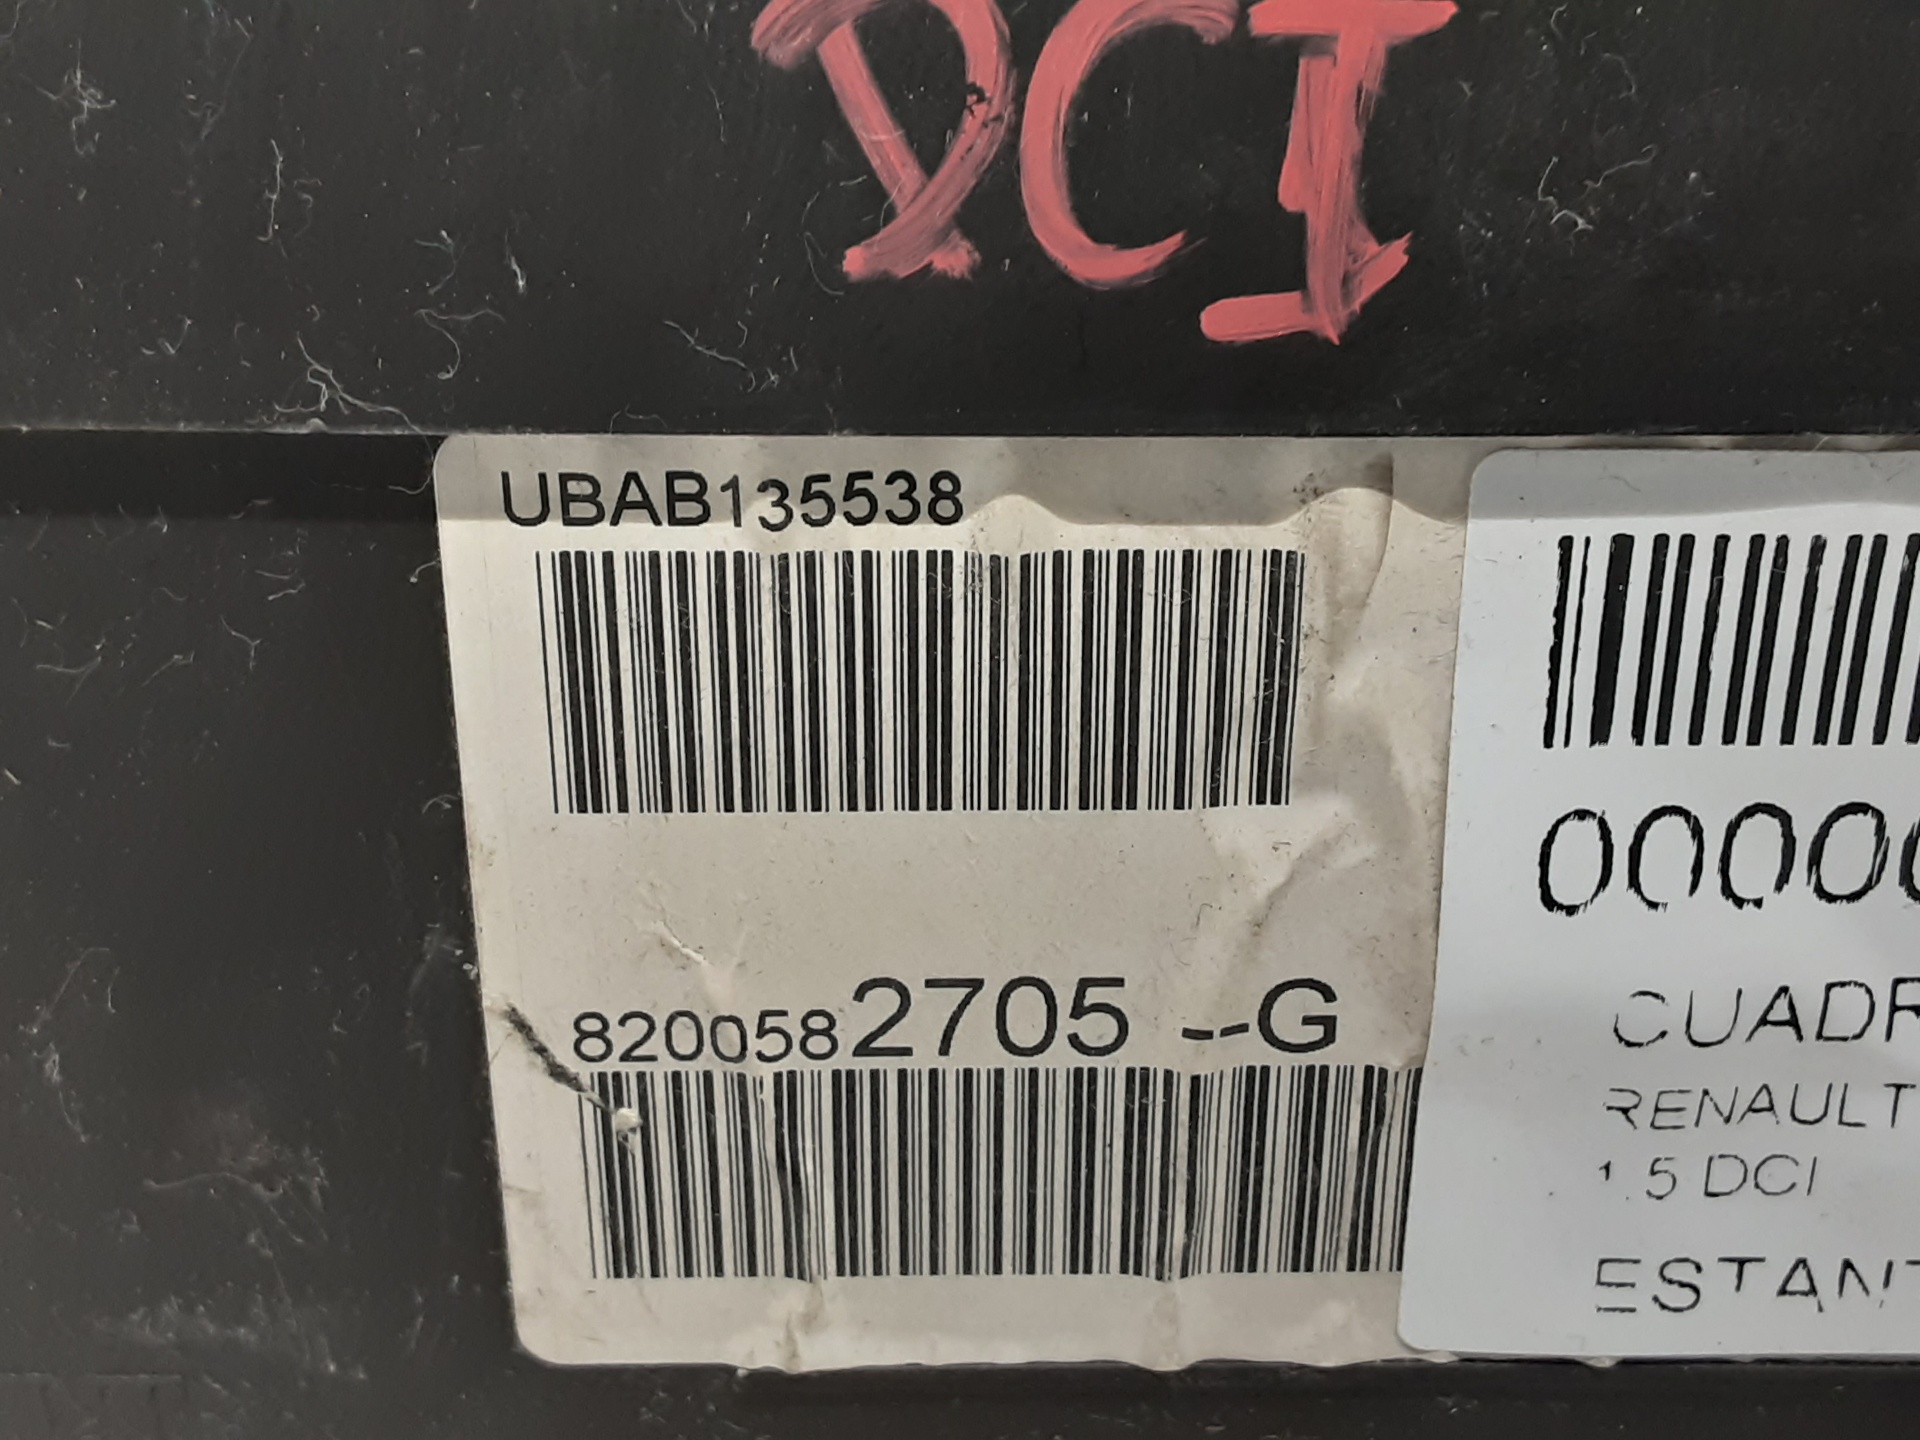 DCI
UBAB135538
8200582705 --G
0000
CUADR
RENAULT
1.5 DCI
ESTANT